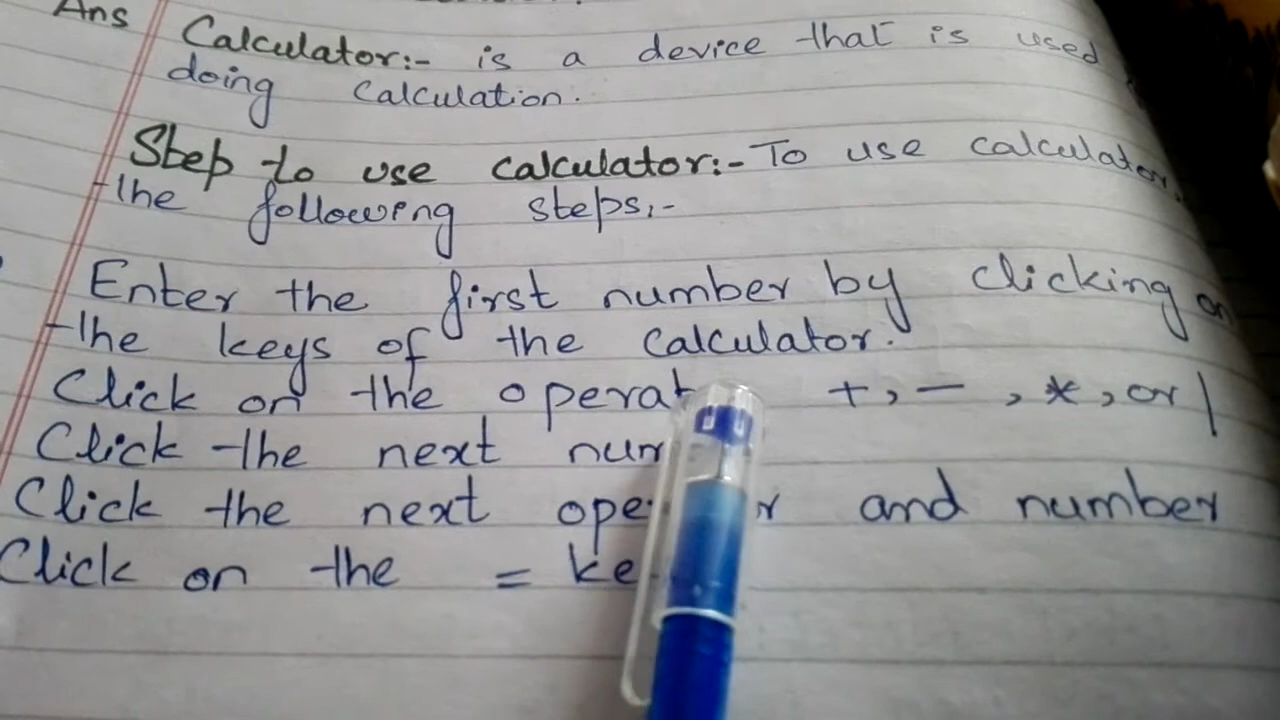 Ans Calculator:- is a device that is used
doing Calculation.
Step to use calculator:- To use calculator
the following steps:-
Enter the first number by clicking on
the keys of the calculator.
Click on the operat +, -, *, or /
Click the next num
Click the next ope r and number
Click on the = ke